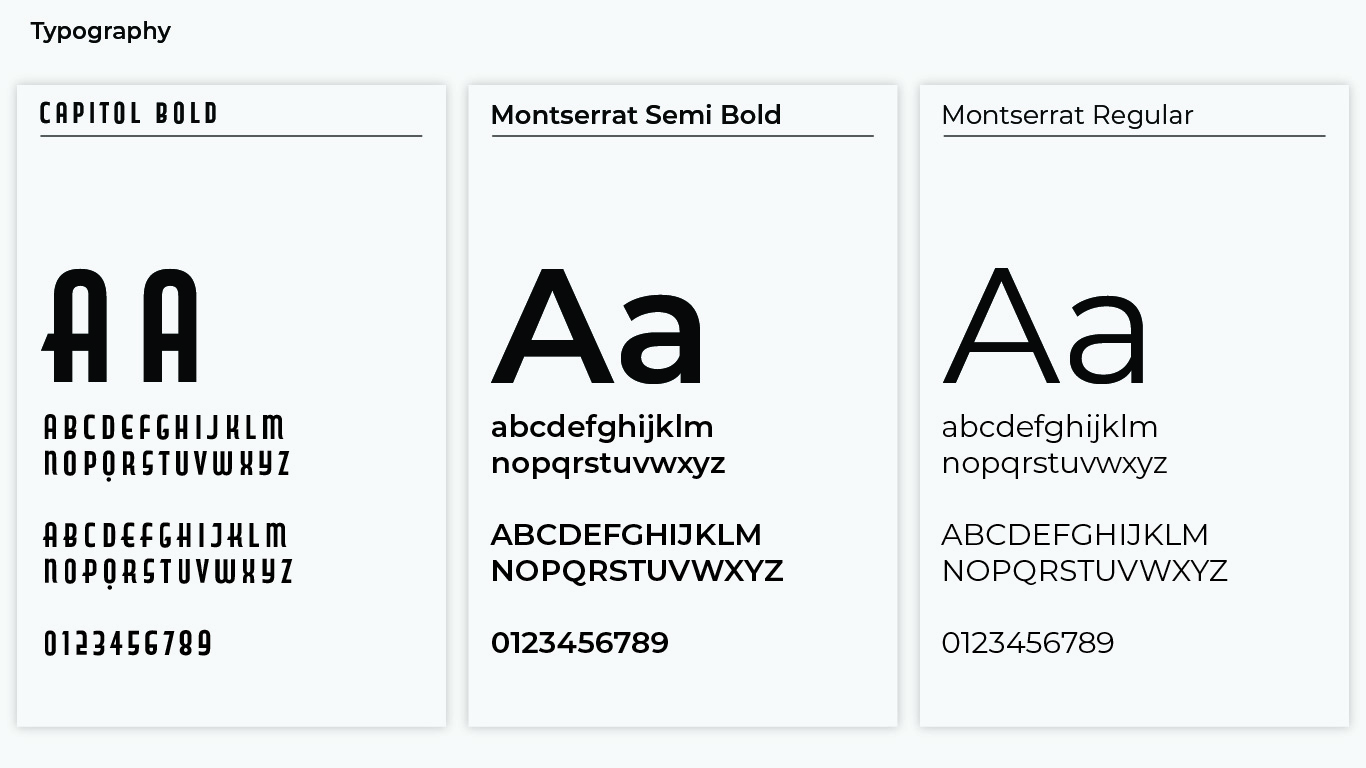 Typography
CAPITOL BOLD
A A
ABCDEFGHIJKLM
NOPQRSTUVWXYZ
ABCDEFGHIJKLM
NOPQRSTUVWXYZ
0123456789
Montserrat Semi Bold
Aa
abcdefghijklm
nopqrstuvwxyz
ABCDEFGHIJKLM
NOPQRSTUVWXYZ
0123456789
Montserrat Regular
Aa
abcdefghijklm
nopqrstuvwxyz
ABCDEFGHIJKLM
NOPQRSTUVWXYZ
0123456789